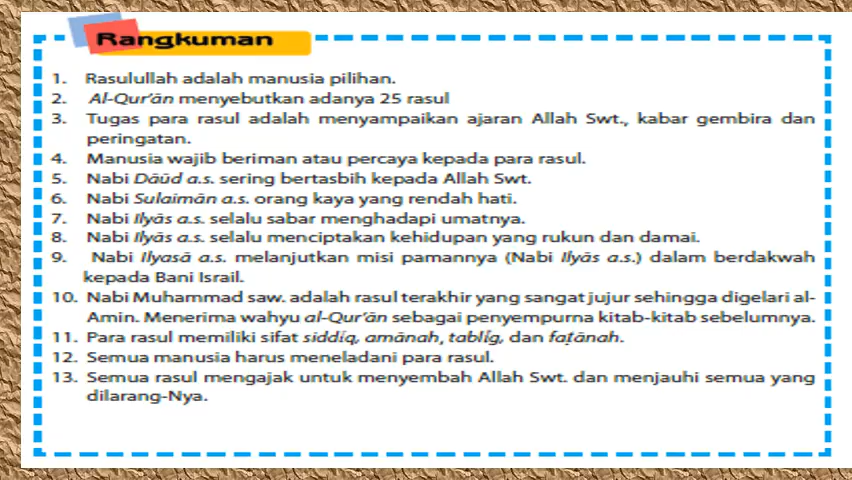 Rangkuman
1. Rasulullah adalah manusia pilihan.
2. Al-Qur'ān menyebutkan adanya 25 rasul
3. Tugas para rasul adalah menyampaikan ajaran Allah Swt., kabar gembira dan
peringatan.
4. Manusia wajib beriman atau percaya kepada para rasul.
5. Nabi Dāūd a.s. sering bertasbih kepada Allah Swt.
6. Nabi Sulaimān a.s. orang kaya yang rendah hati.
7. Nabi Ilyās a.s. selalu sabar menghadapi umatnya.
8. Nabi Ilyās a.s. selalu menciptakan kehidupan yang rukun dan damai.
9. Nabi Ilyasā a.s. melanjutkan misi pamannya (Nabi Ilyās a.s.) dalam berdakwah
kepada Bani Israil.
10. Nabi Muhammad saw. adalah rasul terakhir yang sangat jujur sehingga digelari al-
Amin. Menerima wahyu al-Qur'ān sebagai penyempurna kitab-kitab sebelumnya.
11. Para rasul memiliki sifat siddīq, amānah, tablīg, dan faṭānah.
12. Semua manusia harus meneladani para rasul.
13. Semua rasul mengajak untuk menyembah Allah Swt. dan menjauhi semua yang
dilarang-Nya.